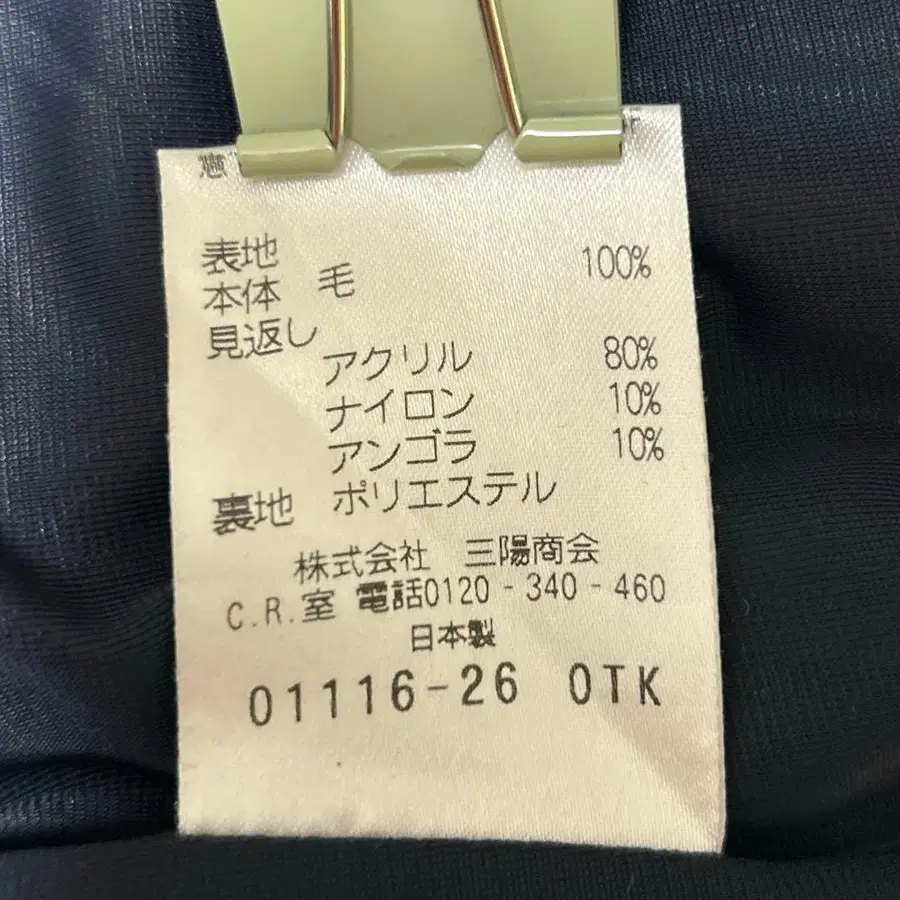 表地
本体 毛 100%
見返し
アクリル 80%
ナイロン 10%
アンゴラ 10%
裏地 ポリエステル
株式会社 三陽商会
C.R.室 電話0120-340-460
日本製
01116-26 OTK